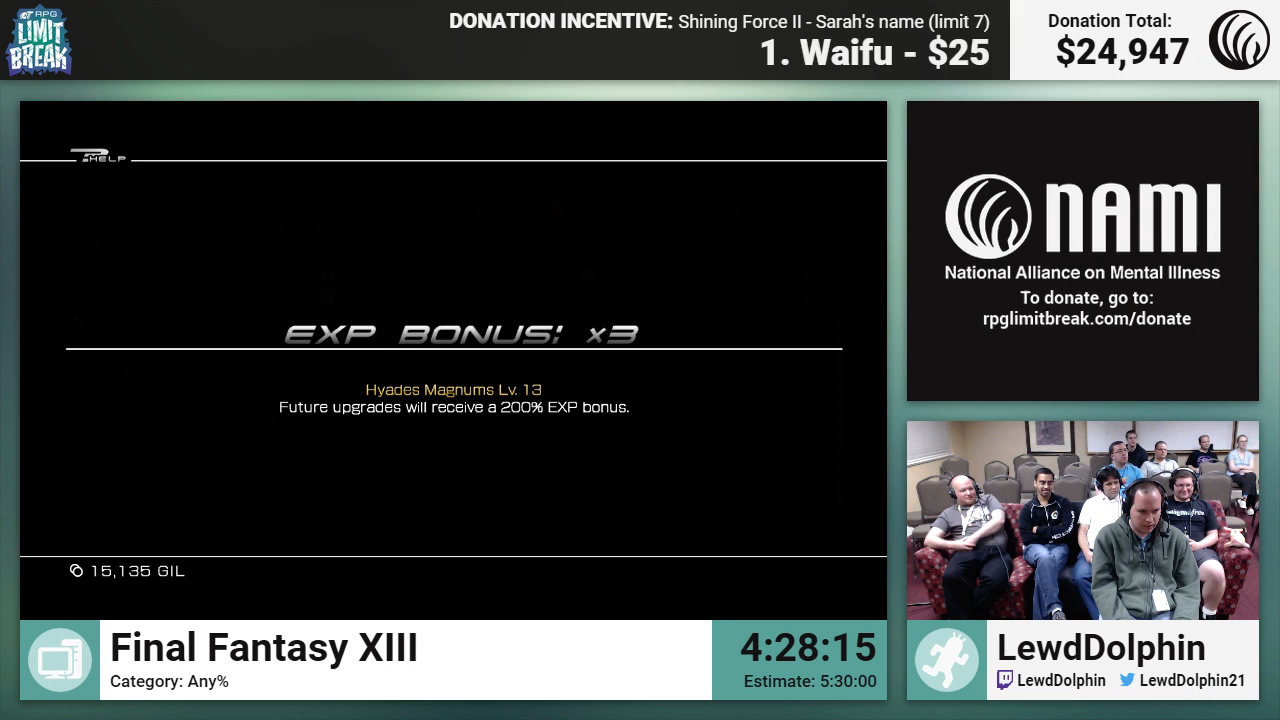 RPG
LIMIT
BREAK
DONATION INCENTIVE: Shining Force II - Sarah's name (limit 7)
1. Waifu - $25
Donation Total:
$24,947
HELP
EXP BONUS! x3
Hyades Magnums Lv. 13
Future upgrades will receive a 200% EXP bonus.
15,135 GIL
NAMI
National Alliance on Mental Illness
To donate, go to:
rpglimitbreak.com/donate
Final Fantasy XIII
Category: Any%
4:28:15
Estimate: 5:30:00
LewdDolphin
LewdDolphin
LewdDolphin21